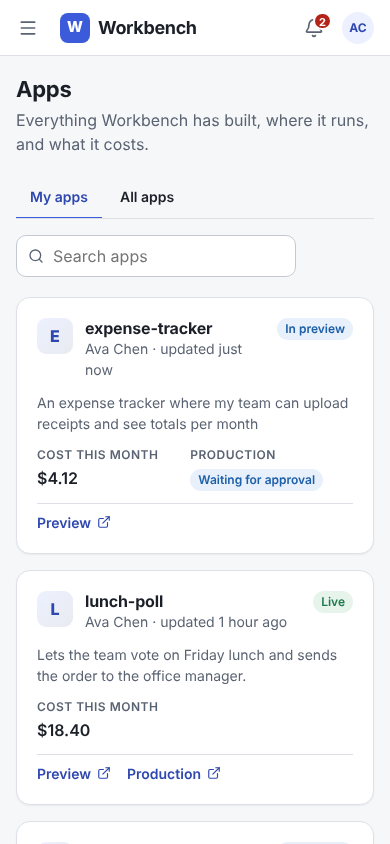 W Workbench
2
AC
Apps
Everything Workbench has built, where it runs,
and what it costs.
My apps All apps
Search apps
E
expense-tracker
In preview
Ava Chen · updated just
now
An expense tracker where my team can upload
receipts and see totals per month
COST THIS MONTH PRODUCTION
$4.12 Waiting for approval
Preview
L
lunch-poll
Live
Ava Chen · updated 1 hour ago
Lets the team vote on Friday lunch and sends
the order to the office manager.
COST THIS MONTH
$18.40
Preview Production